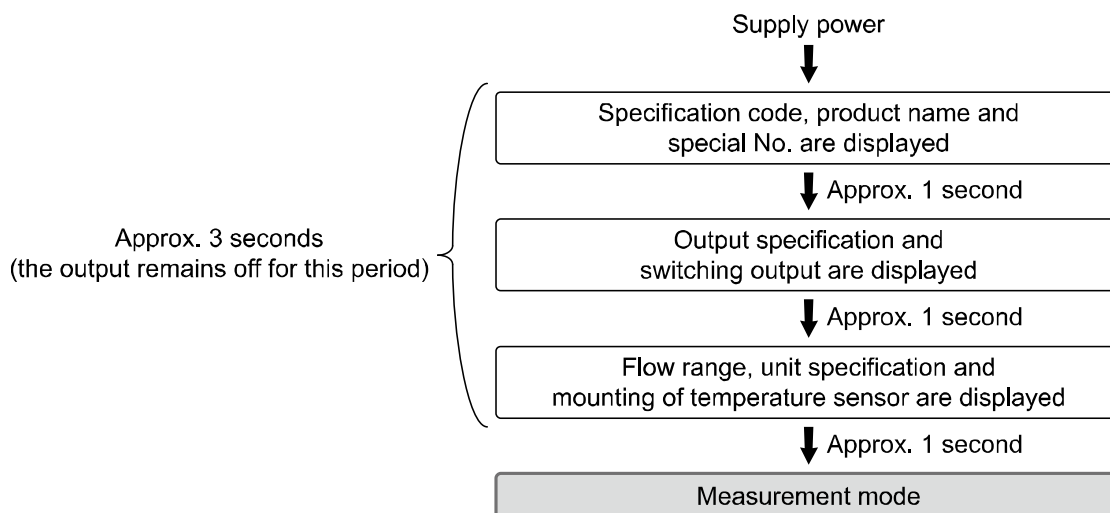 Supply power
Specification code, product name and
special No. are displayed
Approx. 1 second
Approx. 3 seconds
(the output remains off for this period)
Output specification and
switching output are displayed
Approx. 1 second
Flow range, unit specification and
mounting of temperature sensor are displayed
Approx. 1 second
Measurement mode